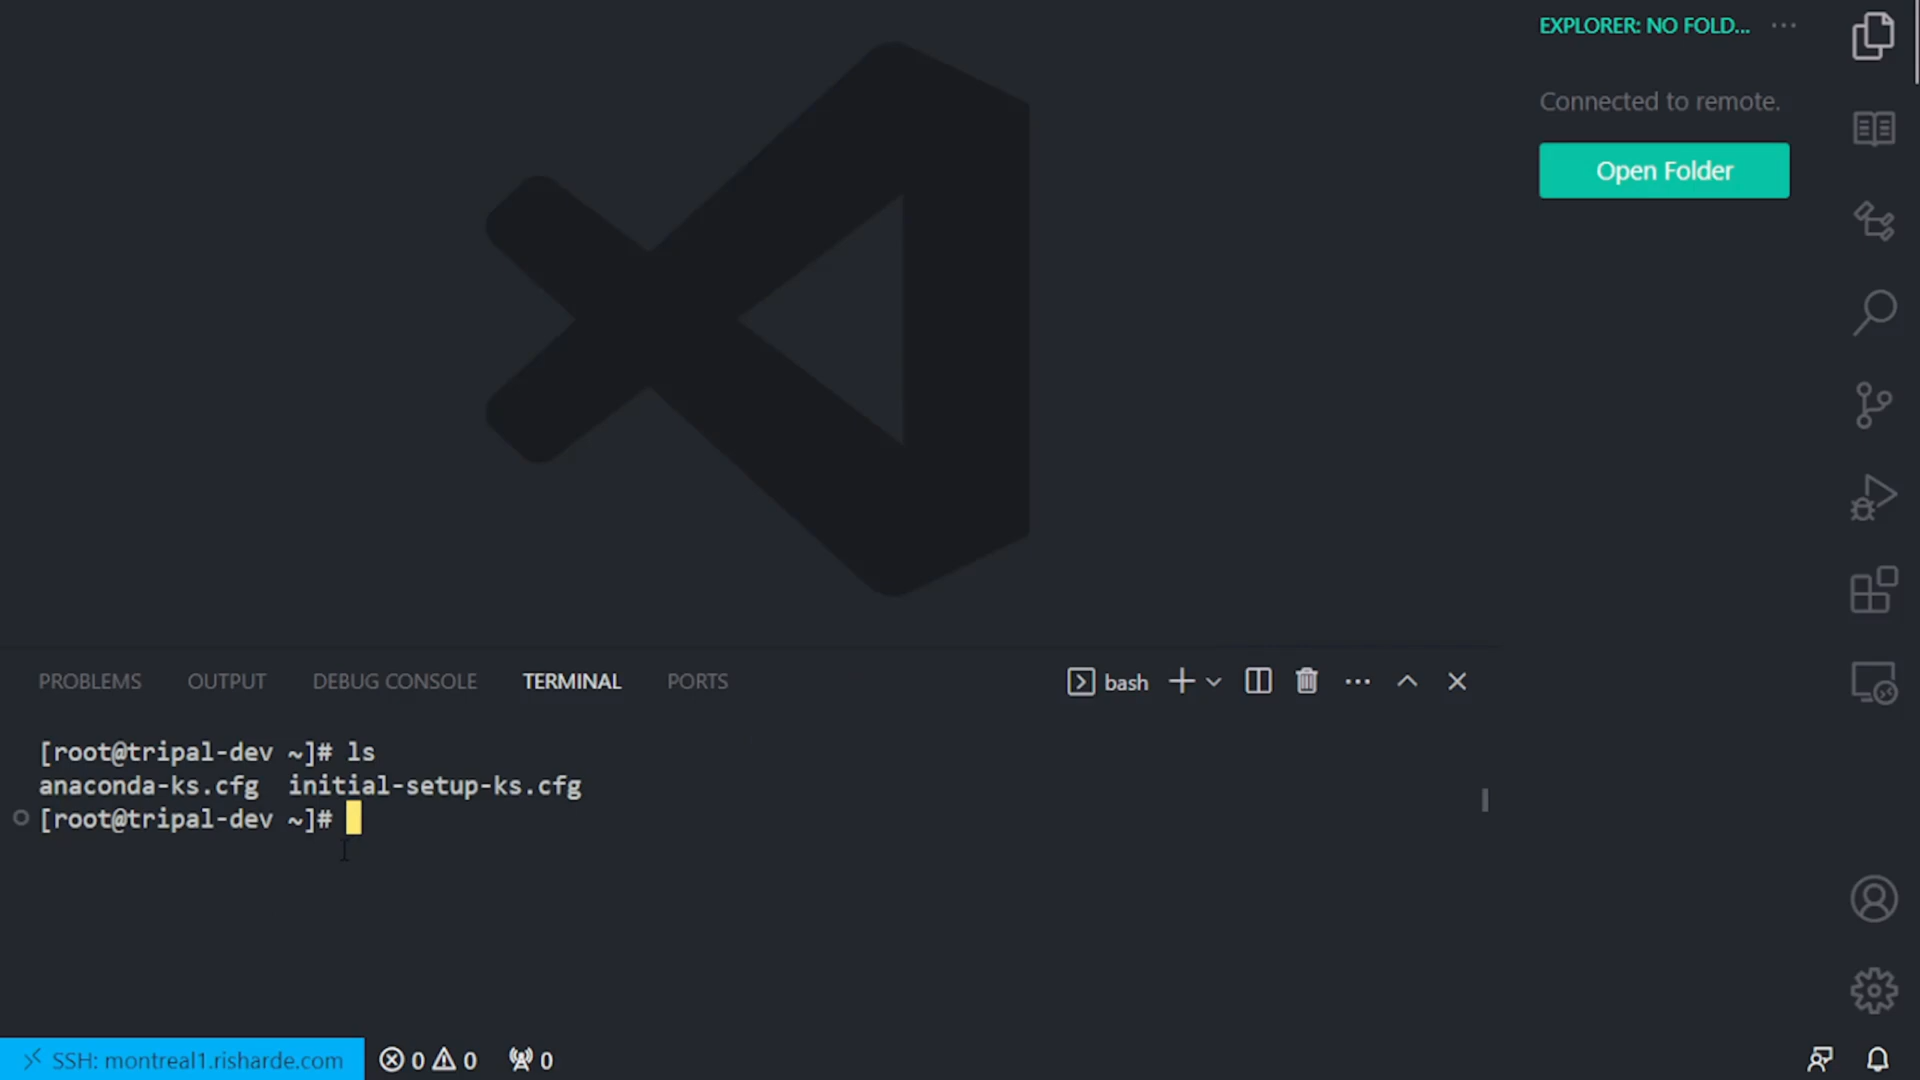 EXPLORER: NO FOLD...
Connected to remote.
Open Folder
PROBLEMS OUTPUT DEBUG CONSOLE TERMINAL PORTS bash
[root@tripal-dev ~]# ls
anaconda-ks.cfg initial-setup-ks.cfg
[root@tripal-dev ~]#
SSH: montreal1.risharde.com 0 0 0